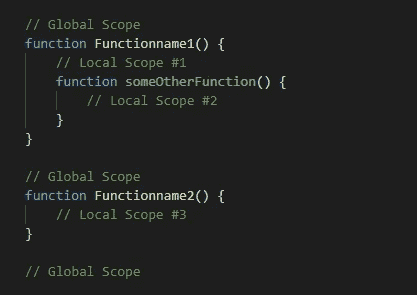 // Global Scope
function Functionname1() {
// Local Scope #1
function someOtherFunction() {
// Local Scope #2
}
}
// Global Scope
function Functionname2() {
// Local Scope #3
}
// Global Scope